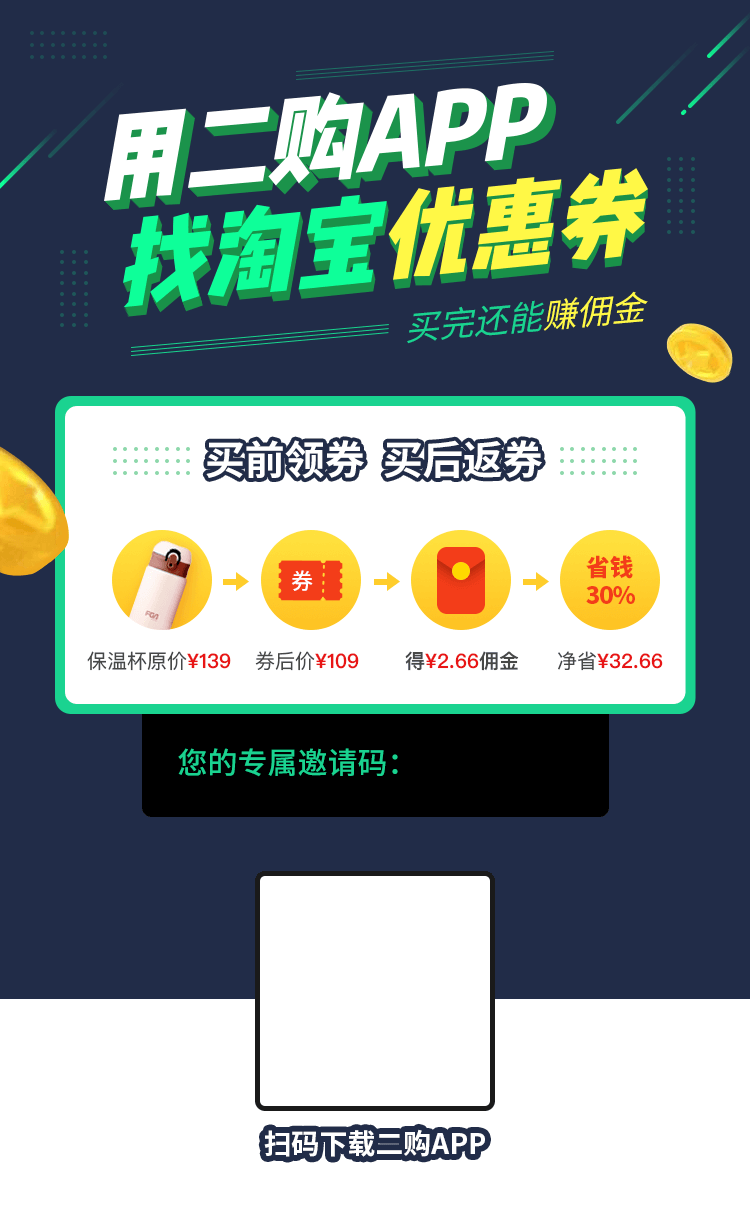 用二购APP
找淘宝优惠券
买完还能赚佣金
买前领券 买后返券
券
省钱
30%
FGA
保温杯原价¥139
券后价¥109
得¥2.66佣金
净省¥32.66
您的专属邀请码：
扫码下载二购APP